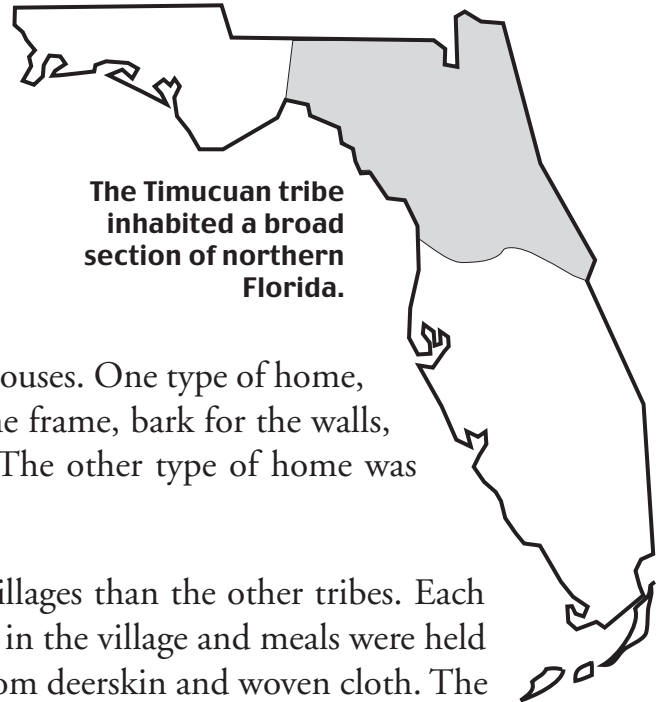 The Timucuan tribe
inhabited a broad
section of northern
Florida.
ouses. One type of home,
e frame, bark for the walls,
The other type of home was
illages than the other tribes. Each
in the village and meals were held
om deerskin and woven cloth. The